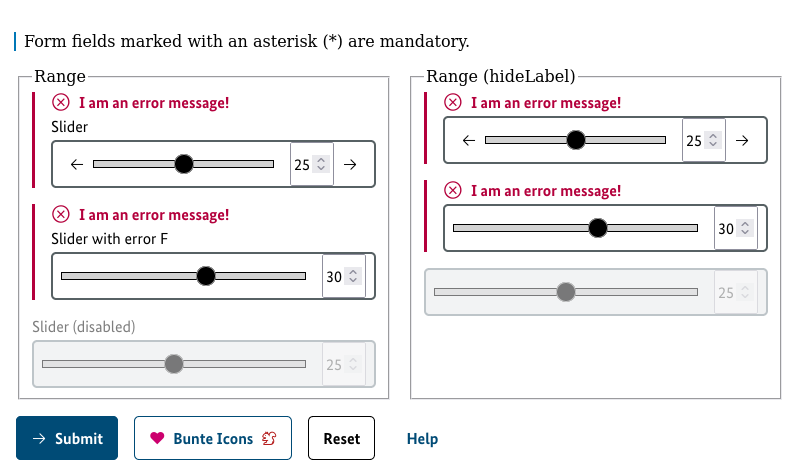 Form fields marked with an asterisk (*) are mandatory.
Range
I am an error message!
Slider
25
I am an error message!
Slider with error F
30
Slider (disabled)
25
Range (hideLabel)
I am an error message!
25
I am an error message!
30
25
Submit
Bunte Icons
Reset
Help